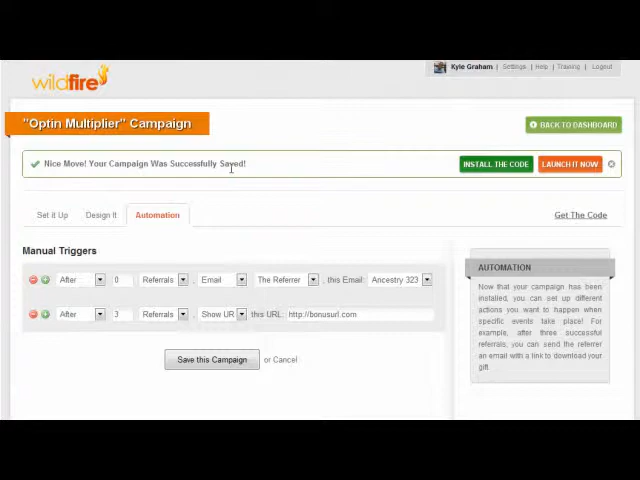 Kyle Graham | Settings | Help | Training | Logout
wildfire
"Optin Multiplier" Campaign
BACK TO DASHBOARD
Nice Move! Your Campaign Was Successfully Saved!
INSTALL THE CODE
LAUNCH IT NOW
Set it Up
Design It
Automation
Get The Code
Manual Triggers
After 0 Referrals , Email The Referrer , this Email: Ancestry 323
After 3 Referrals , Show UR this URL: http://bonusurl.com
Save this Campaign or Cancel
AUTOMATION
Now that your campaign has been
installed, you can set up different
actions you want to happen when
specific events take place! For
example, after three successful
referrals, you can send the referrer
an email with a link to download your
gift.